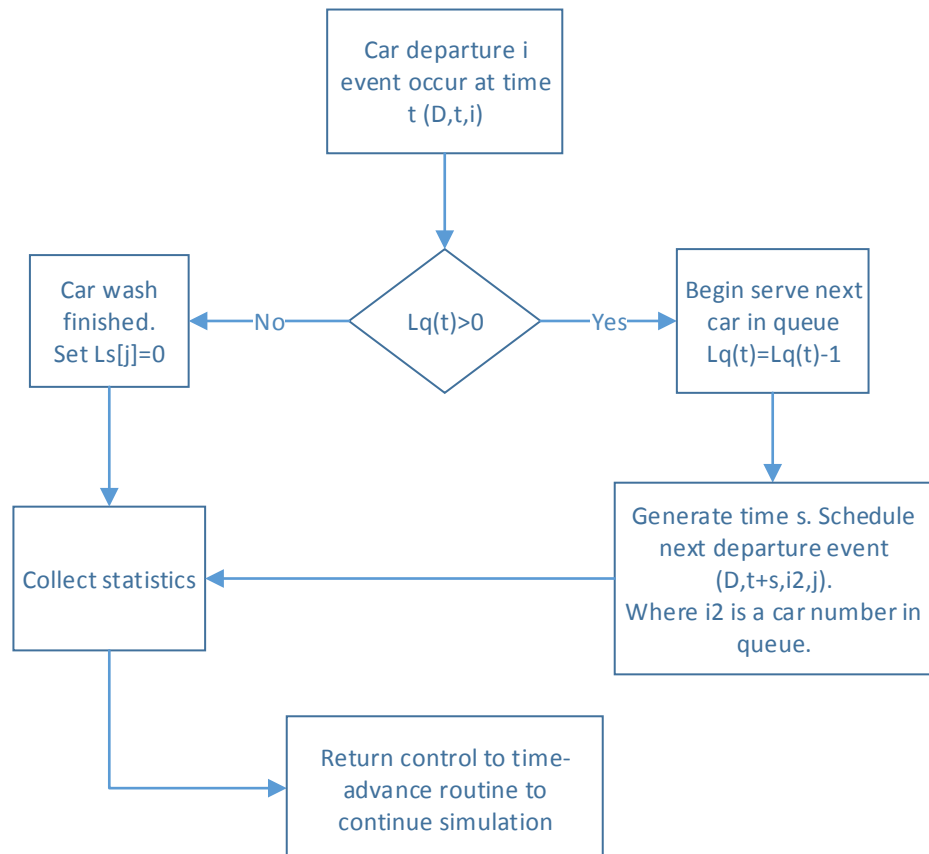 Car departure i
event occur at time
t (D,t,i)
Car wash
finished.
Set Ls[j]=0
No
Lq(t)>0
Yes
Begin serve next
car in queue
Lq(t)=Lq(t)-1
Collect statistics
Generate time s. Schedule
next departure event
(D,t+s,i2,j).
Where i2 is a car number in
queue.
Return control to time-
advance routine to
continue simulation